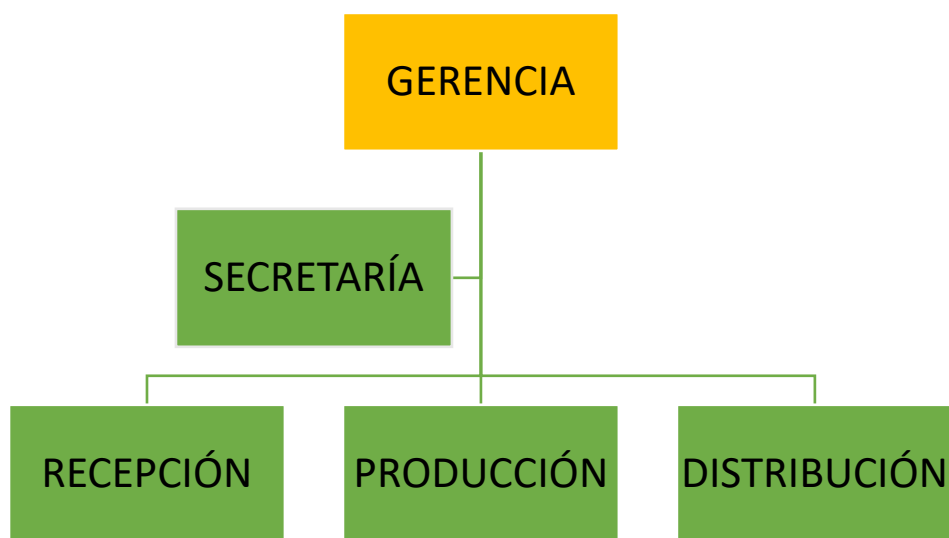 GERENCIA
SECRETARÍA
RECEPCIÓN
PRODUCCIÓN
DISTRIBUCIÓN